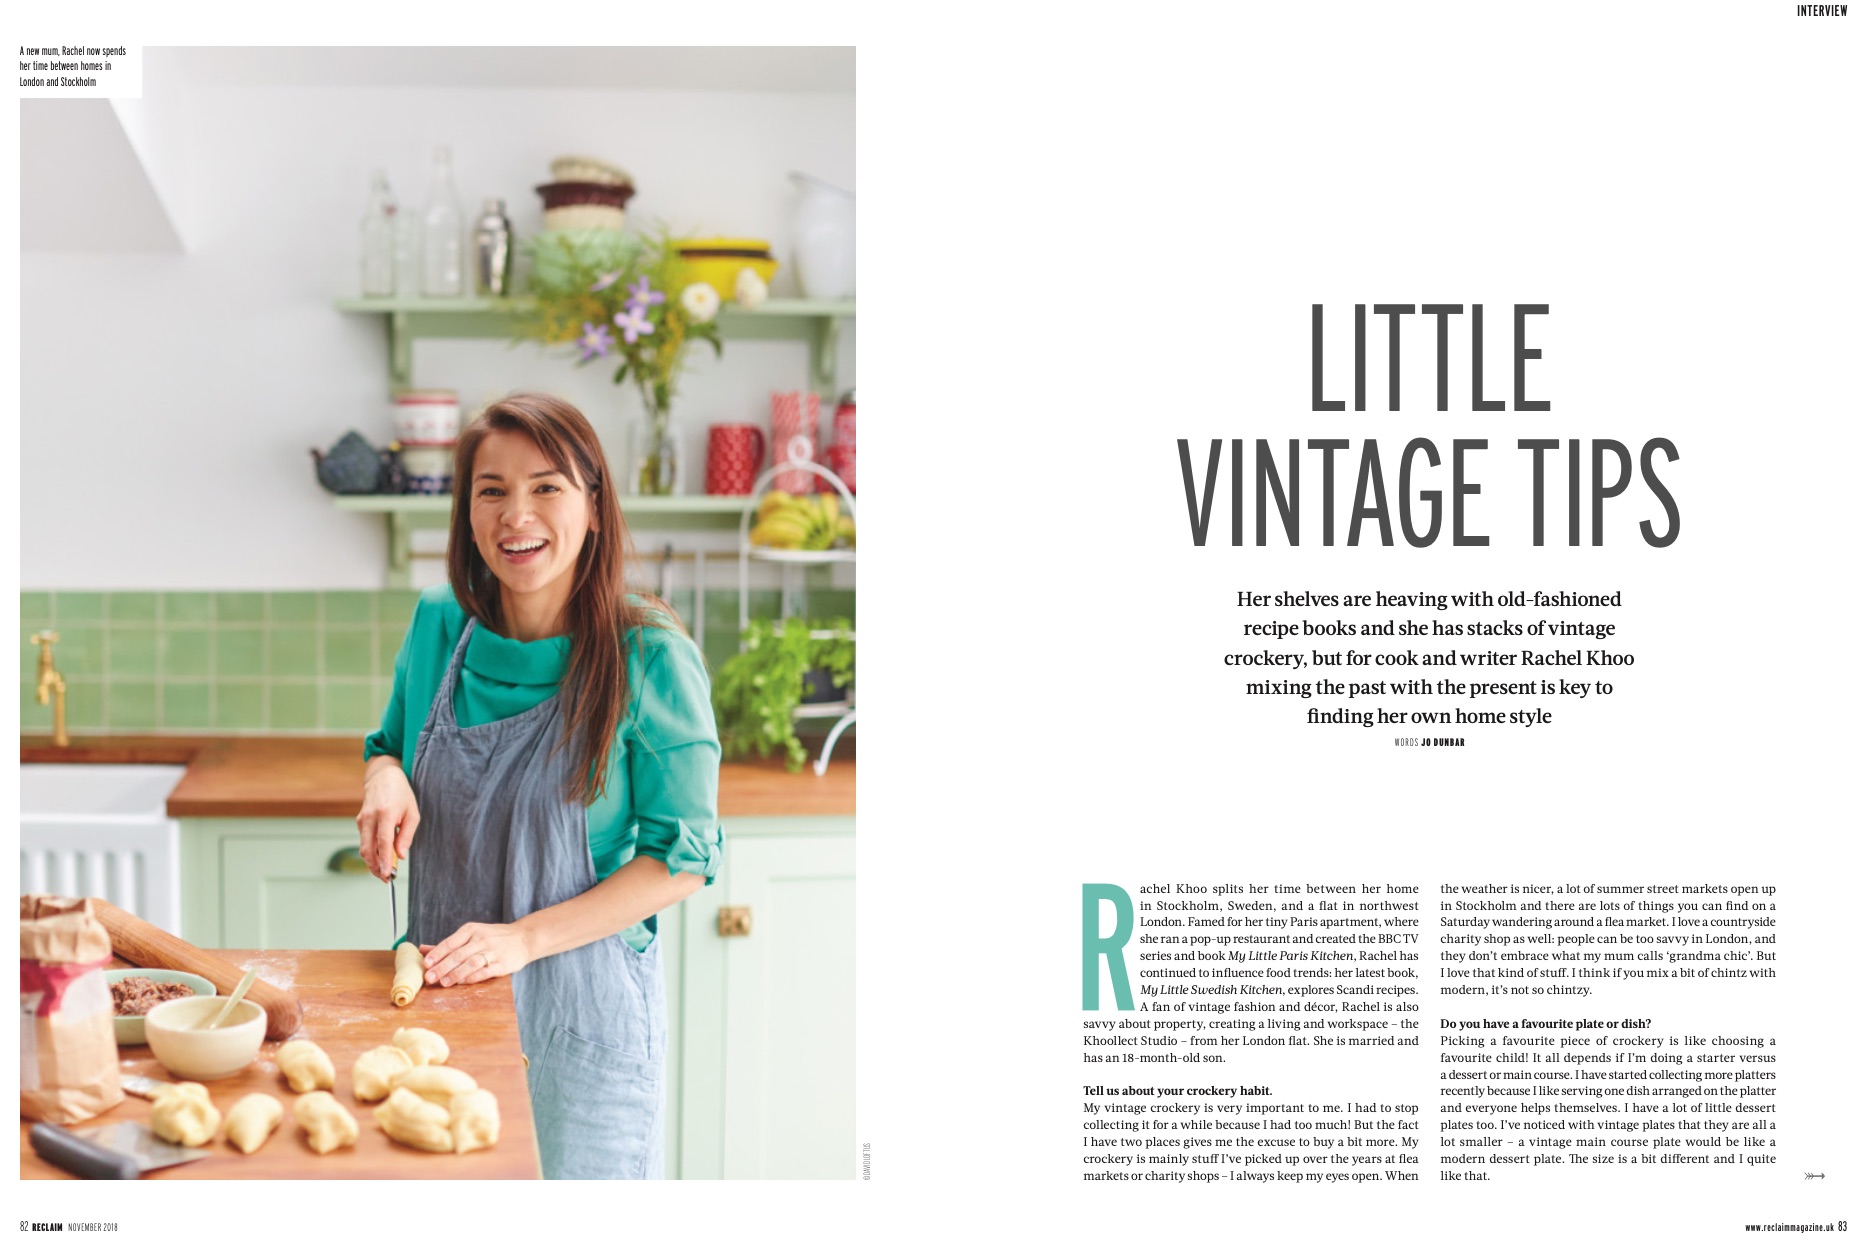 A new mum, Rachel now spends
her time between homes in
London and Stockholm
©DAVIDLOFTUS
82 RECLAIM NOVEMBER 2018
INTERVIEW
LITTLE
VINTAGE TIPS
Her shelves are heaving with old-fashioned
recipe books and she has stacks of vintage
crockery, but for cook and writer Rachel Khoo
mixing the past with the present is key to
finding her own home style
WORDS JO DUNBAR
Rachel Khoo splits her time between her home
in Stockholm, Sweden, and a flat in northwest
London. Famed for her tiny Paris apartment, where
she ran a pop-up restaurant and created the BBC TV
series and book My Little Paris Kitchen, Rachel has
continued to influence food trends: her latest book,
My Little Swedish Kitchen, explores Scandi recipes.
A fan of vintage fashion and décor, Rachel is also
savvy about property, creating a living and workspace – the
Khoollect Studio – from her London flat. She is married and
has an 18-month-old son.
Tell us about your crockery habit.
My vintage crockery is very important to me. I had to stop
collecting it for a while because I had too much! But the fact
I have two places gives me the excuse to buy a bit more. My
crockery is mainly stuff I've picked up over the years at flea
markets or charity shops – I always keep my eyes open. When
the weather is nicer, a lot of summer street markets open up
in Stockholm and there are lots of things you can find on a
Saturday wandering around a flea market. I love a countryside
charity shop as well: people can be too savvy in London, and
they don't embrace what my mum calls 'grandma chic'. But
I love that kind of stuff. I think if you mix a bit of chintz with
modern, it's not so chintzy.
Do you have a favourite plate or dish?
Picking a favourite piece of crockery is like choosing a
favourite child! It all depends if I'm doing a starter versus
a dessert or main course. I have started collecting more platters
recently because I like serving one dish arranged on the platter
and everyone helps themselves. I have a lot of little dessert
plates too. I've noticed with vintage plates that they are all a
lot smaller – a vintage main course plate would be like a
modern dessert plate. The size is a bit different and I quite
like that.
www.reclaimmagazine.uk 83